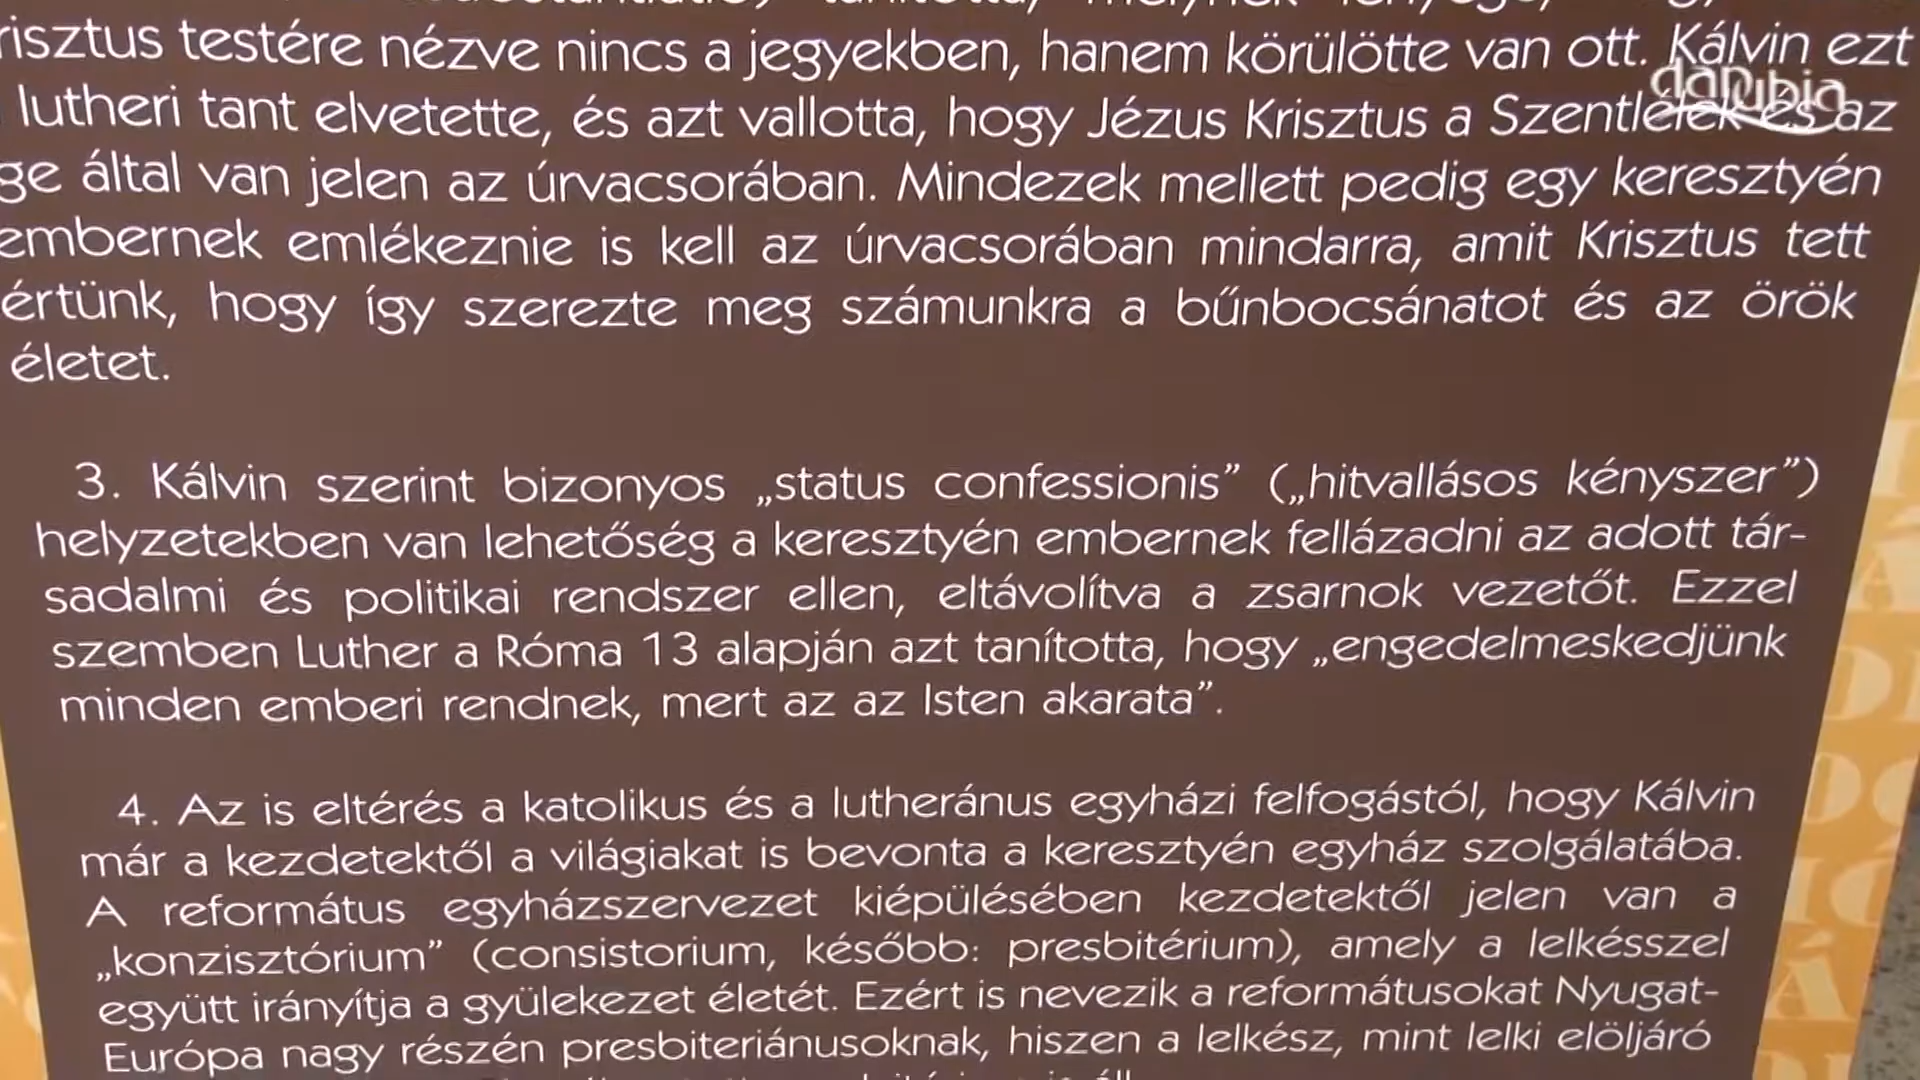 risztus testére nézve nincs a jegyekben, hanem körülötte van ott. Kálvin ezt
lutheri tant elvetette, és azt vallotta, hogy Jézus Krisztus a Szentlélek és az
ge által van jelen az úrvacsorában. Mindezek mellett pedig egy keresztyén
embernek emlékeznie is kell az úrvacsorában mindarra, amit Krisztus tett
értünk, hogy így szerezte meg számunkra a bűnbocsánatot és az örök
életet.
danubia
3. Kálvin szerint bizonyos „status confessionis” („hitvallásos kényszer”)
helyzetekben van lehetőség a keresztyén embernek fellázadni az adott tár-
sadalmi és politikai rendszer ellen, eltávolítva a zsarnok vezetőt. Ezzel
szemben Luther a Róma 13 alapján azt tanította, hogy „engedelmeskedjünk
minden emberi rendnek, mert az az Isten akarata”.
4. Az is eltérés a katolikus és a lutheránus egyházi felfogástól, hogy Kálvin
már a kezdetektől a világiakat is bevonta a keresztyén egyház szolgálatába.
A református egyházszervezet kiépülésében kezdetektől jelen van a
„konzisztórium” (consistorium, később: presbitérium), amely a lelkésszel
együtt irányítja a gyülekezet életét. Ezért is nevezik a reformátusokat Nyugat-
Európa nagy részén presbiteriánusoknak, hiszen a lelkész, mint lelki elöljáró